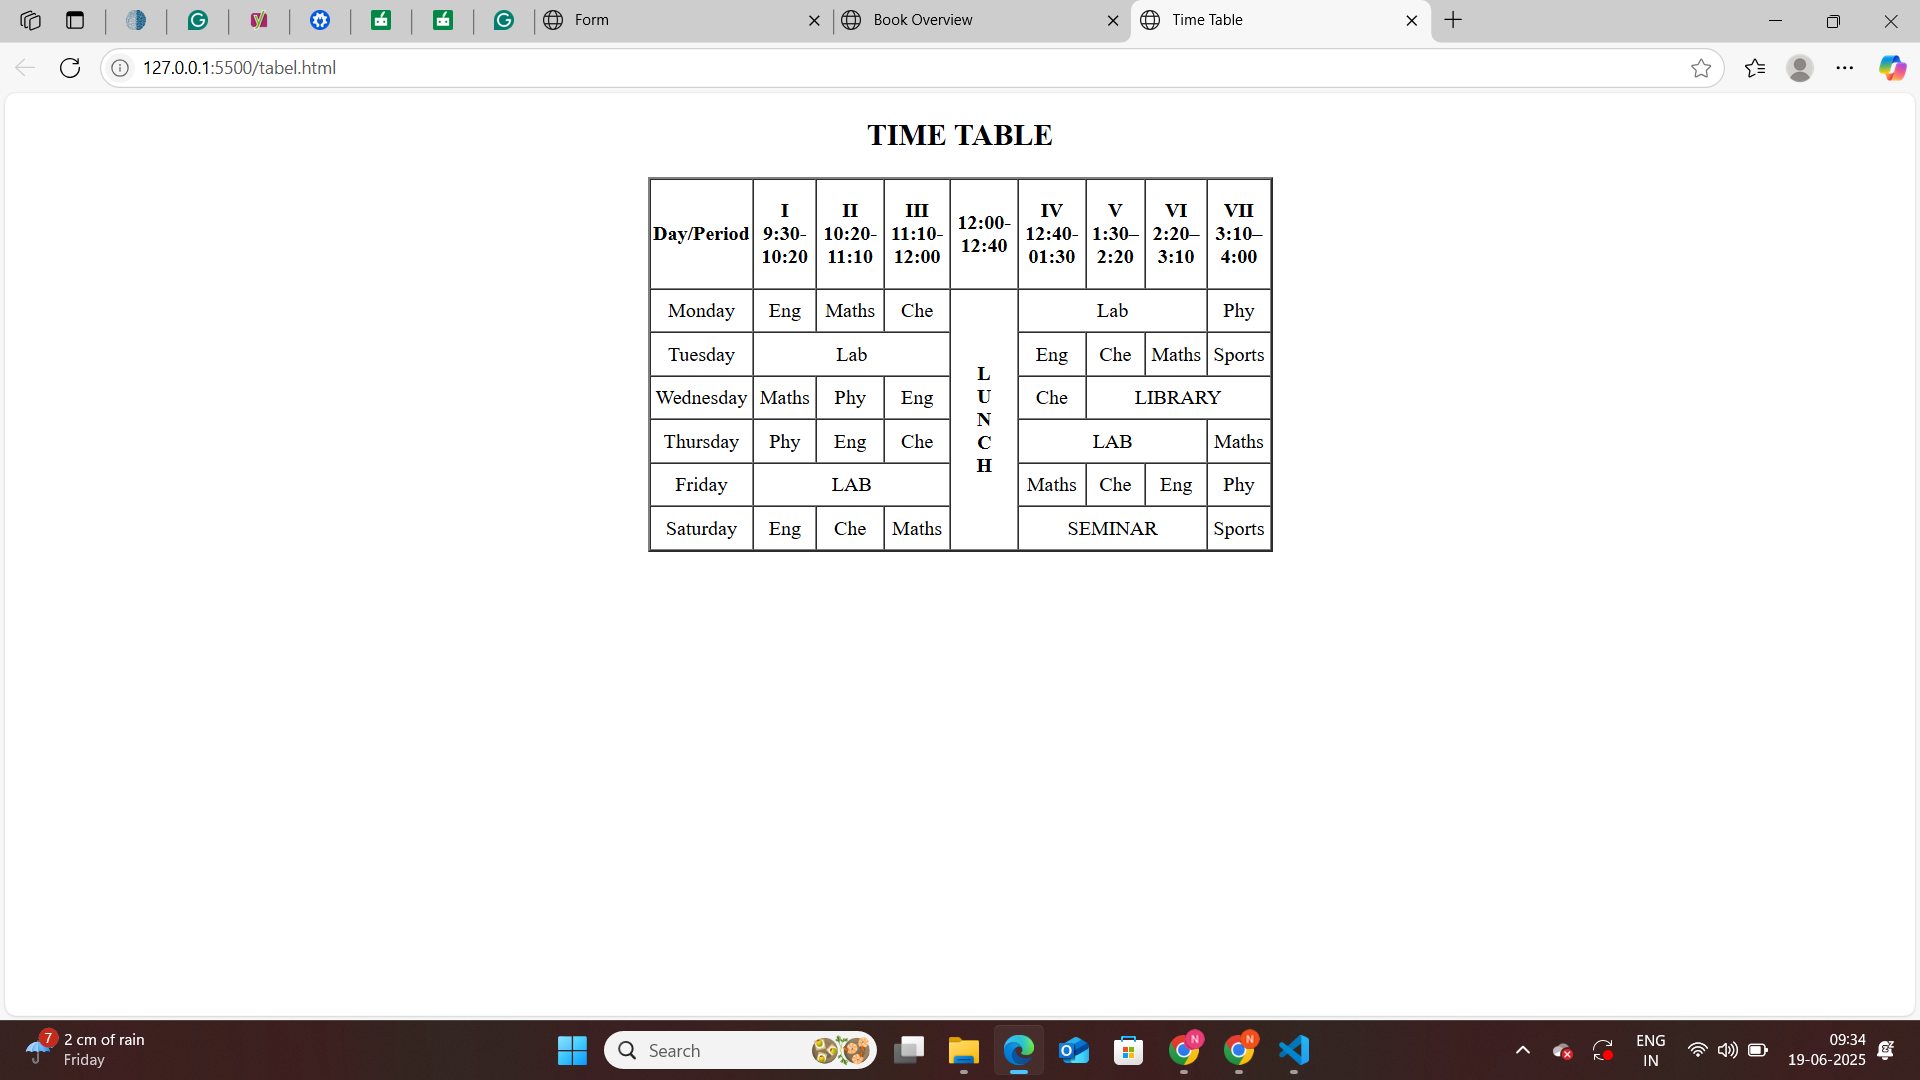 Form
Book Overview
Time Table
127.0.0.1:5500/tabel.html
TIME TABLE
Day/Period I 9:30-10:20 II 10:20-11:10 III 11:10-12:00 12:00-12:40 IV 12:40-01:30 V 1:30–2:20 VI 2:20–3:10 VII 3:10–4:00
Monday Eng Maths Che L U N C H Lab Phy
Tuesday Lab Eng Che Maths Sports
Wednesday Maths Phy Eng Che LIBRARY
Thursday Phy Eng Che LAB Maths
Friday LAB Maths Che Eng Phy
Saturday Eng Che Maths SEMINAR Sports
7
2 cm of rain
Friday
Search
N
N
ENG
IN
09:34
19-06-2025